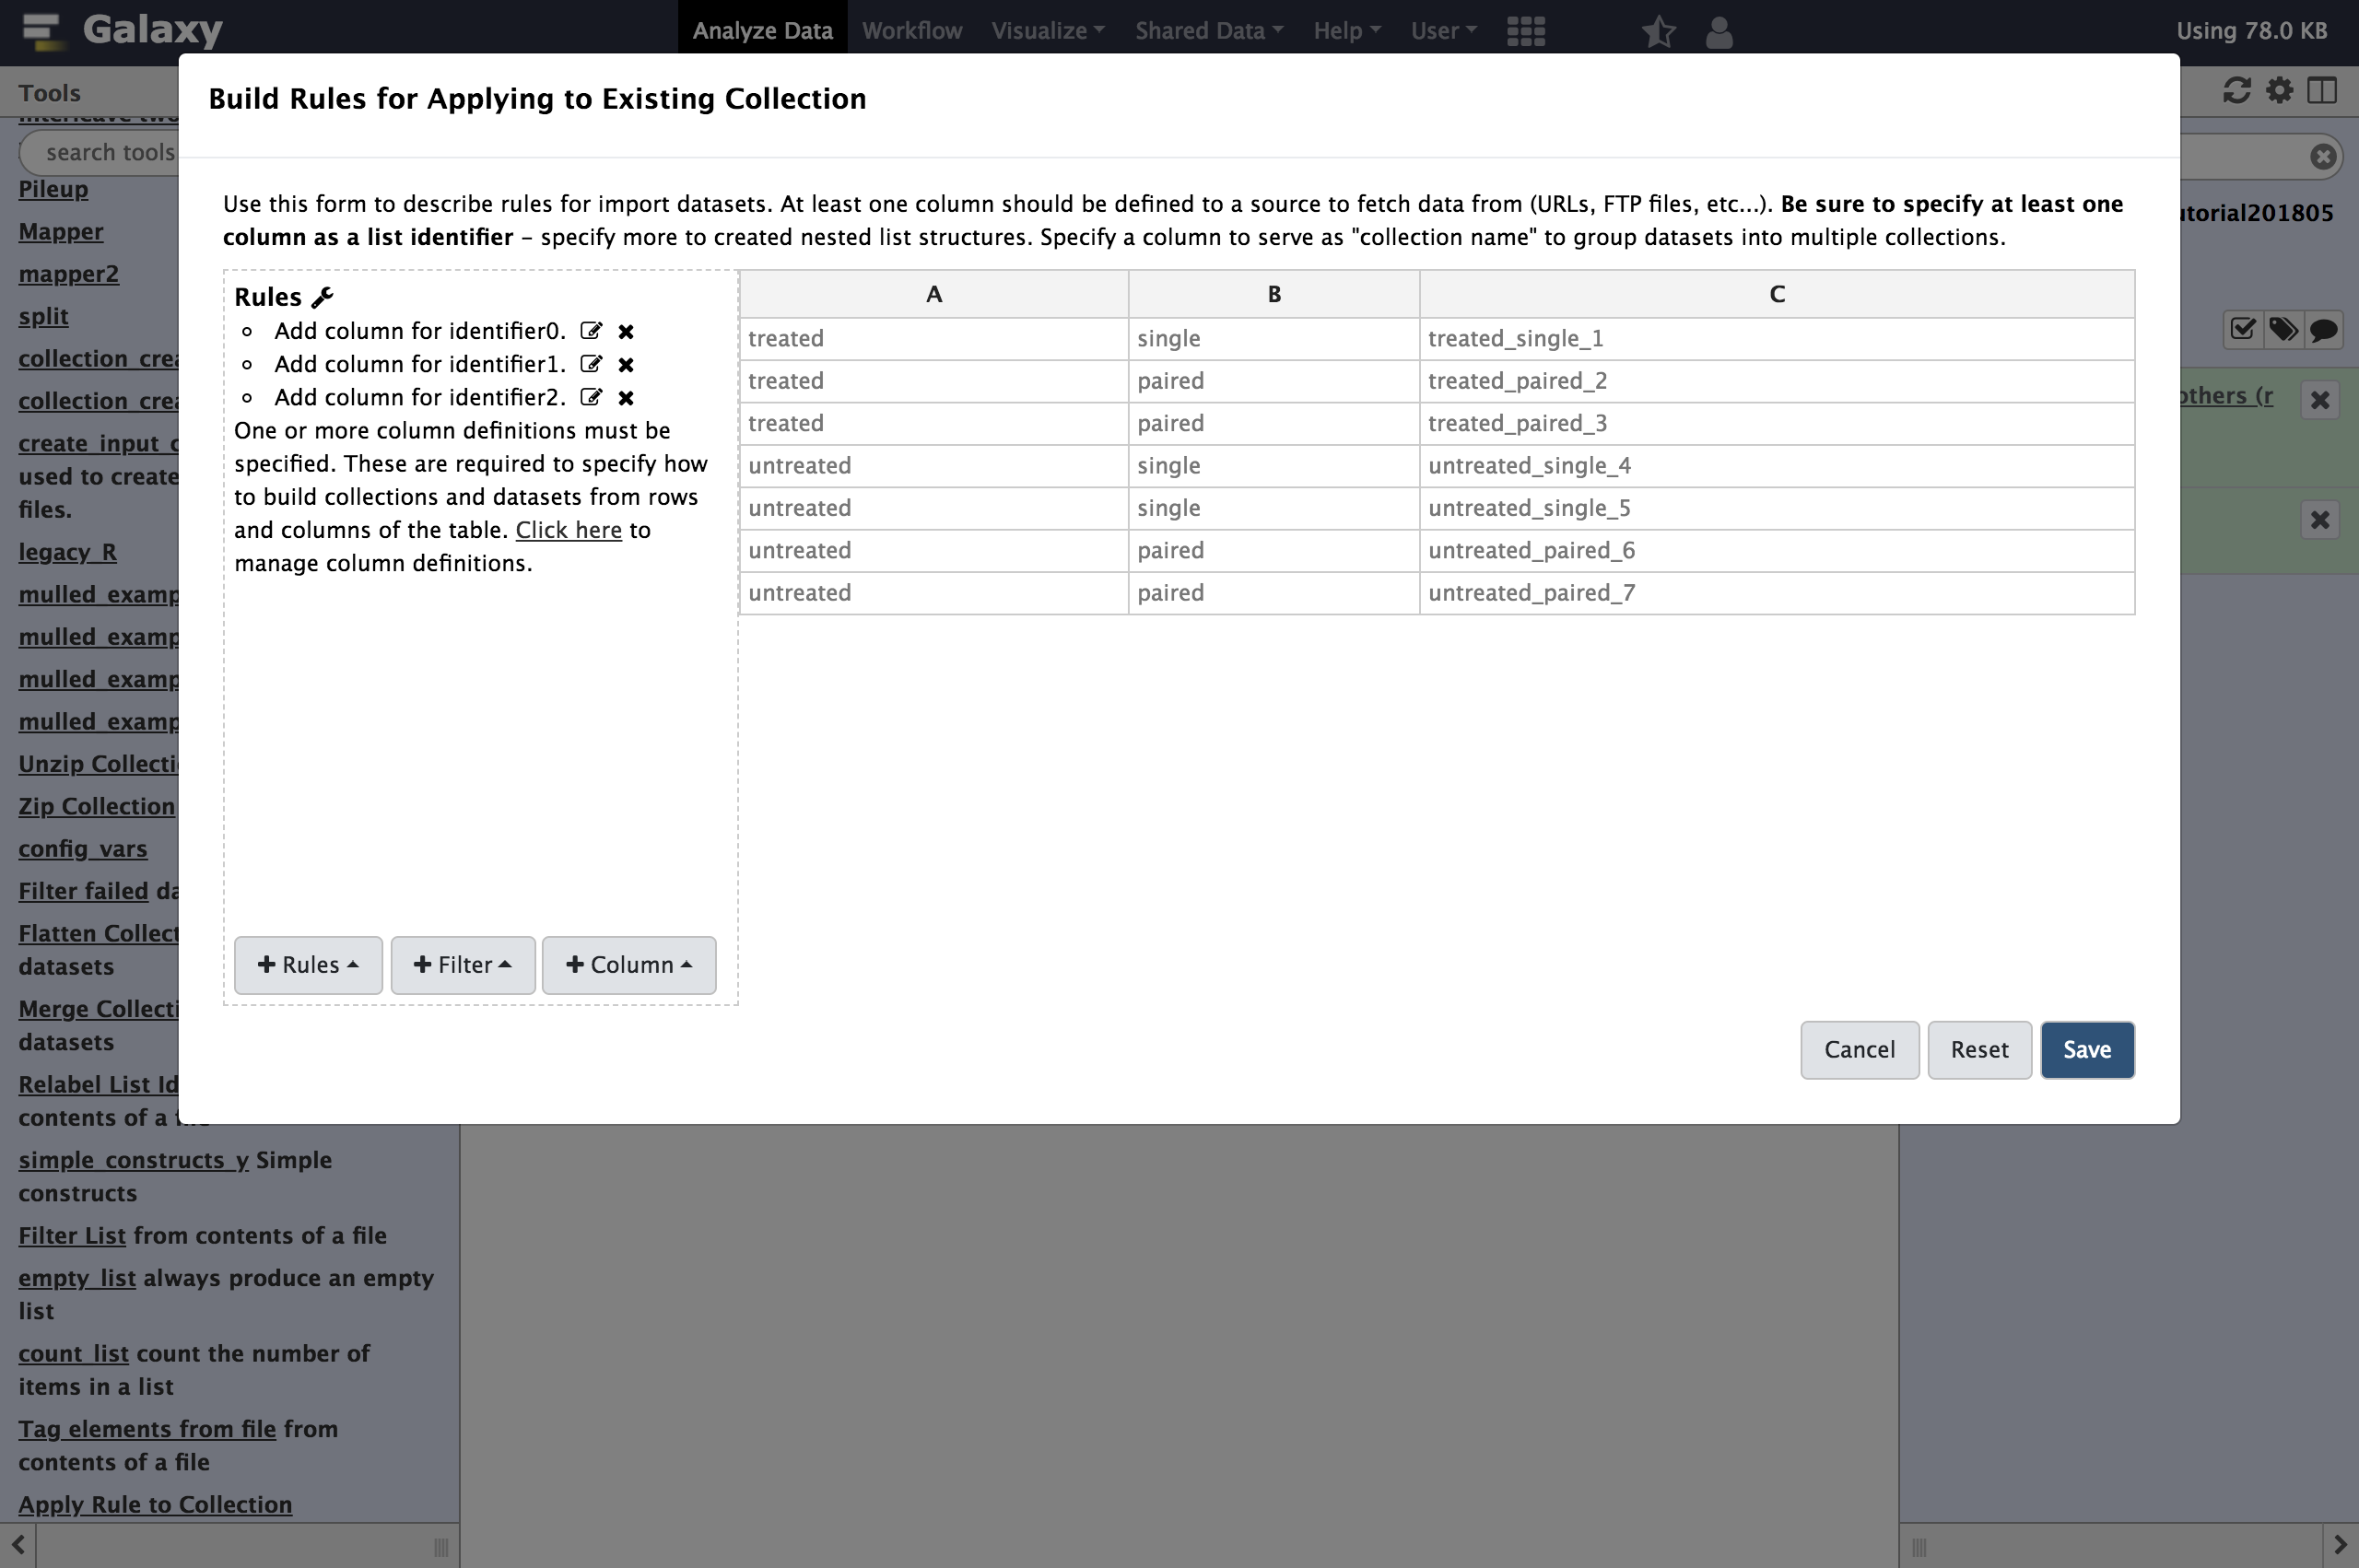 Galaxy
Analyze Data
Workflow
Visualize
Shared Data
Help
User
Using 78.0 KB
Tools
search tools
Pileup
Mapper
mapper2
split
collection_crea
collection_crea
create_input_c
used to create
files.
legacy_R
mulled_examp
mulled_examp
mulled_examp
mulled_examp
Unzip Collecti
Zip Collection
config_vars
Filter failed da
Flatten Collect
datasets
Merge Collecti
datasets
Relabel List Id
contents of a
simple_constructs_y Simple
constructs
Filter List from contents of a file
empty_list always produce an empty
list
count_list count the number of
items in a list
Tag elements from file from
contents of a file
Apply Rule to Collection
Build Rules for Applying to Existing Collection
Use this form to describe rules for import datasets. At least one column should be defined to a source to fetch data from (URLs, FTP files, etc...). Be sure to specify at least one
column as a list identifier – specify more to created nested list structures. Specify a column to serve as "collection name" to group datasets into multiple collections.
Rules
Add column for identifier0.
Add column for identifier1.
Add column for identifier2.
One or more column definitions must be
specified. These are required to specify how
to build collections and datasets from rows
and columns of the table. Click here to
manage column definitions.
+ Rules
+ Filter
+ Column
A B C
treated single treated_single_1
treated paired treated_paired_2
treated paired treated_paired_3
untreated single untreated_single_4
untreated single untreated_single_5
untreated paired untreated_paired_6
untreated paired untreated_paired_7
Cancel
Reset
Save
utorial201805
others (r